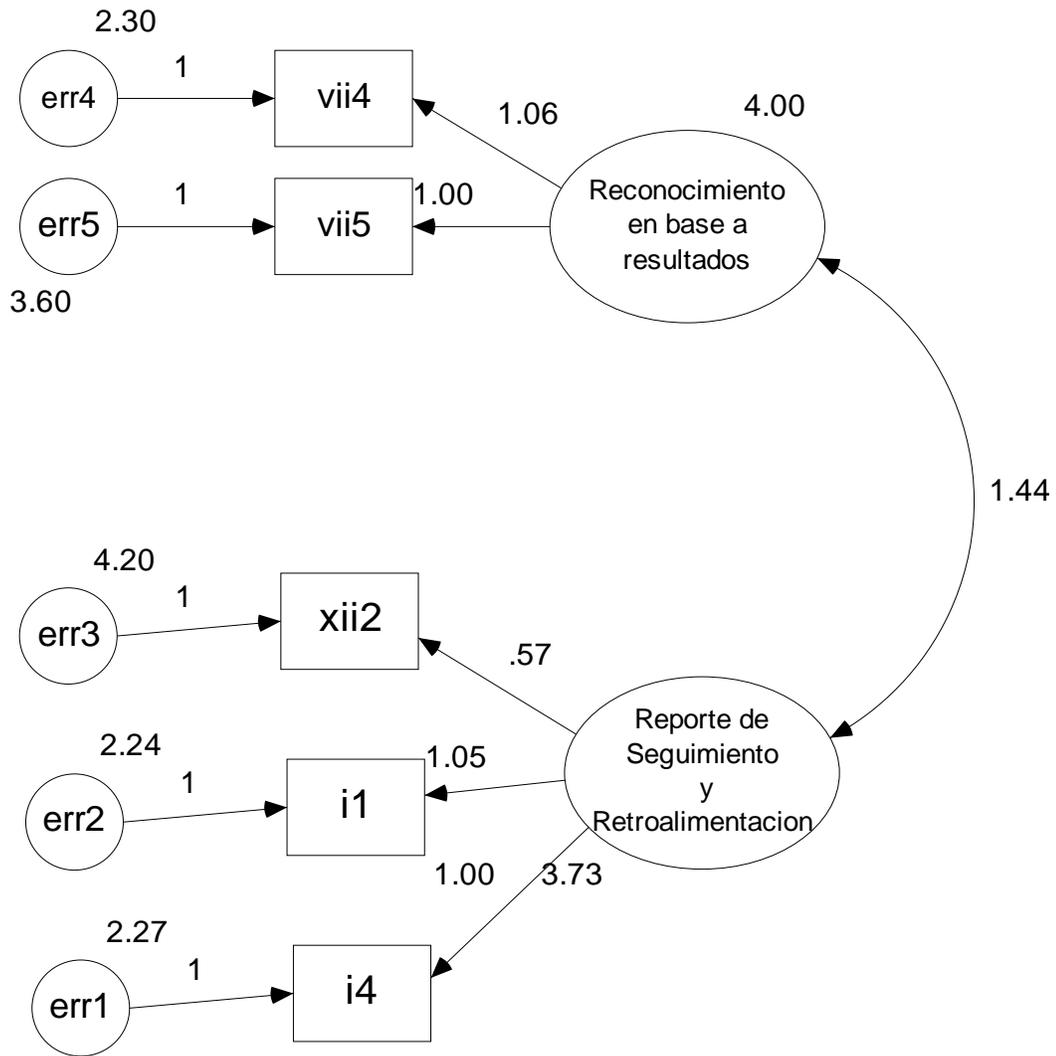 2.30
err4
1
vii4
1.06
4.00
err5
1
vii5
1.00
3.60
Reconocimiento
en base a
resultados
1.44
4.20
err3
1
xii2
.57
2.24
err2
1
i1
1.05
Reporte de
Seguimiento
y
Retroalimentacion
1.00
3.73
2.27
err1
1
i4